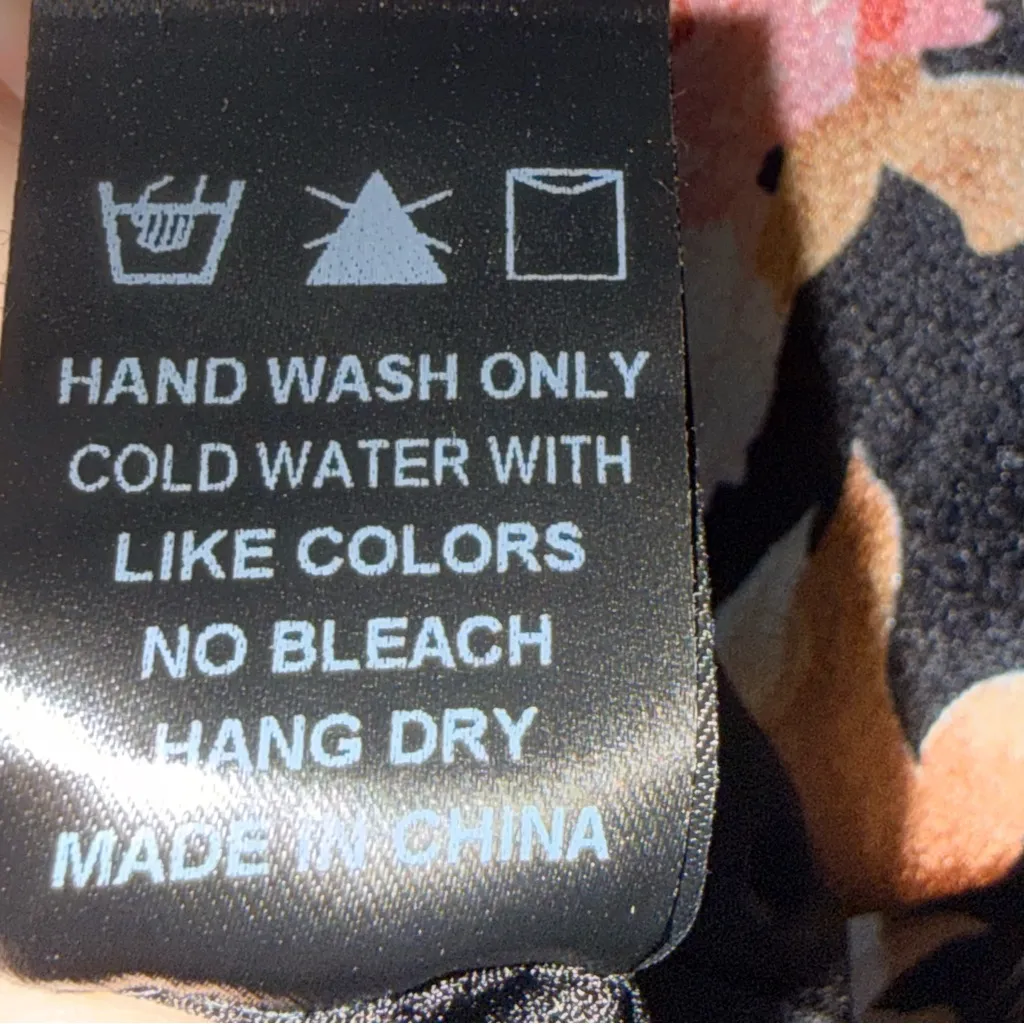 HAND WASH ONLY
COLD WATER WITH
LIKE COLORS
NO BLEACH
HANG DRY
MADE IN CHINA